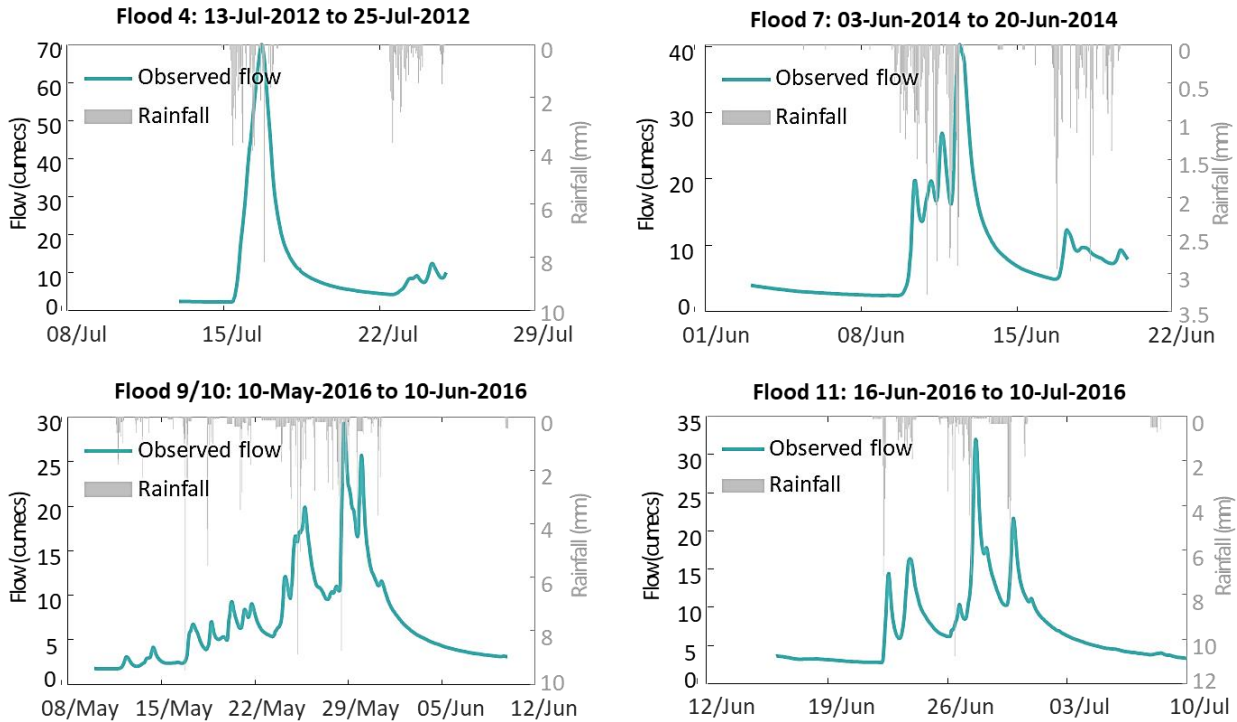 Flood 4: 13-Jul-2012 to 25-Jul-2012
70
60
50
40
30
20
10
0
Flow (cumecs)
Observed flow
Rainfall
0
2
4
6
8
10
Rainfall (mm)
08/Jul
15/Jul
22/Jul
29/Jul
Flood 7: 03-Jun-2014 to 20-Jun-2014
40
30
20
10
0
Flow (cumecs)
Observed flow
Rainfall
0
0.5
1
1.5
2
2.5
3
3.5
Rainfall (mm)
01/Jun
08/Jun
15/Jun
22/Jun
Flood 9/10: 10-May-2016 to 10-Jun-2016
30
25
20
15
10
5
0
Flow (cumecs)
Observed flow
Rainfall
0
2
4
6
8
10
Rainfall (mm)
08/May
15/May
22/May
29/May
05/Jun
12/Jun
Flood 11: 16-Jun-2016 to 10-Jul-2016
35
30
25
20
15
10
5
0
Flow (cumecs)
Observed flow
Rainfall
0
2
4
6
8
10
12
Rainfall (mm)
12/Jun
19/Jun
26/Jun
03/Jul
10/Jul